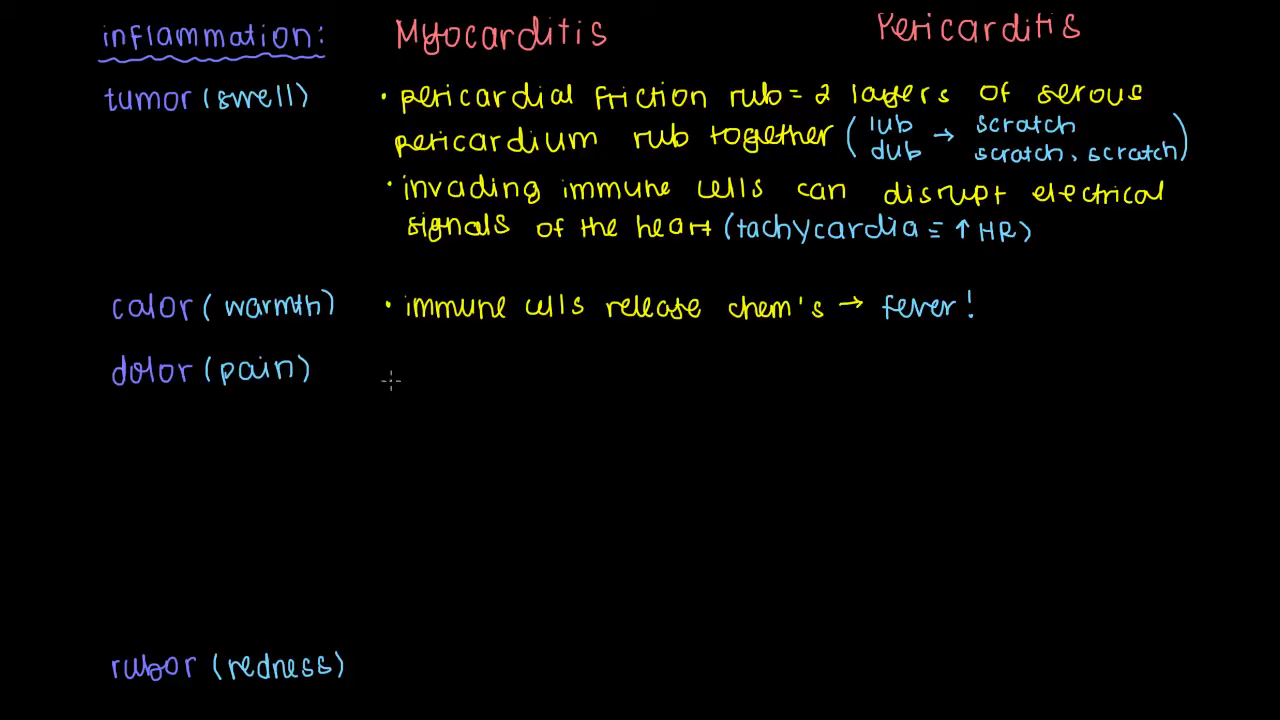 inflammation: Myocarditis Pericarditis
tumor (swell) • pericardial friction rub = 2 layers of serous
pericardium rub together ( lub → scratch
dub scratch, scratch)
• invading immune cells can disrupt electrical
signals of the heart (tachycardia = ↑ HR)
calor (warmth) • immune cells release chem's → fever!
dolor (pain)
rubor (redness)